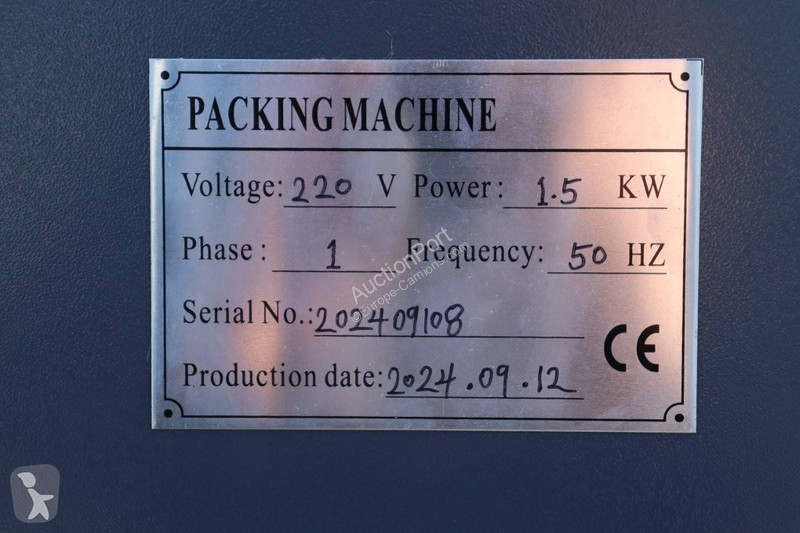 PACKING MACHINE
Voltage: 220 V Power: 1.5 KW
Phase: 1 Frequency: 50 HZ
AuctionPort
©Europe-Camions.com
Serial No.: 202409108
CE
Production date: 2024.09.12